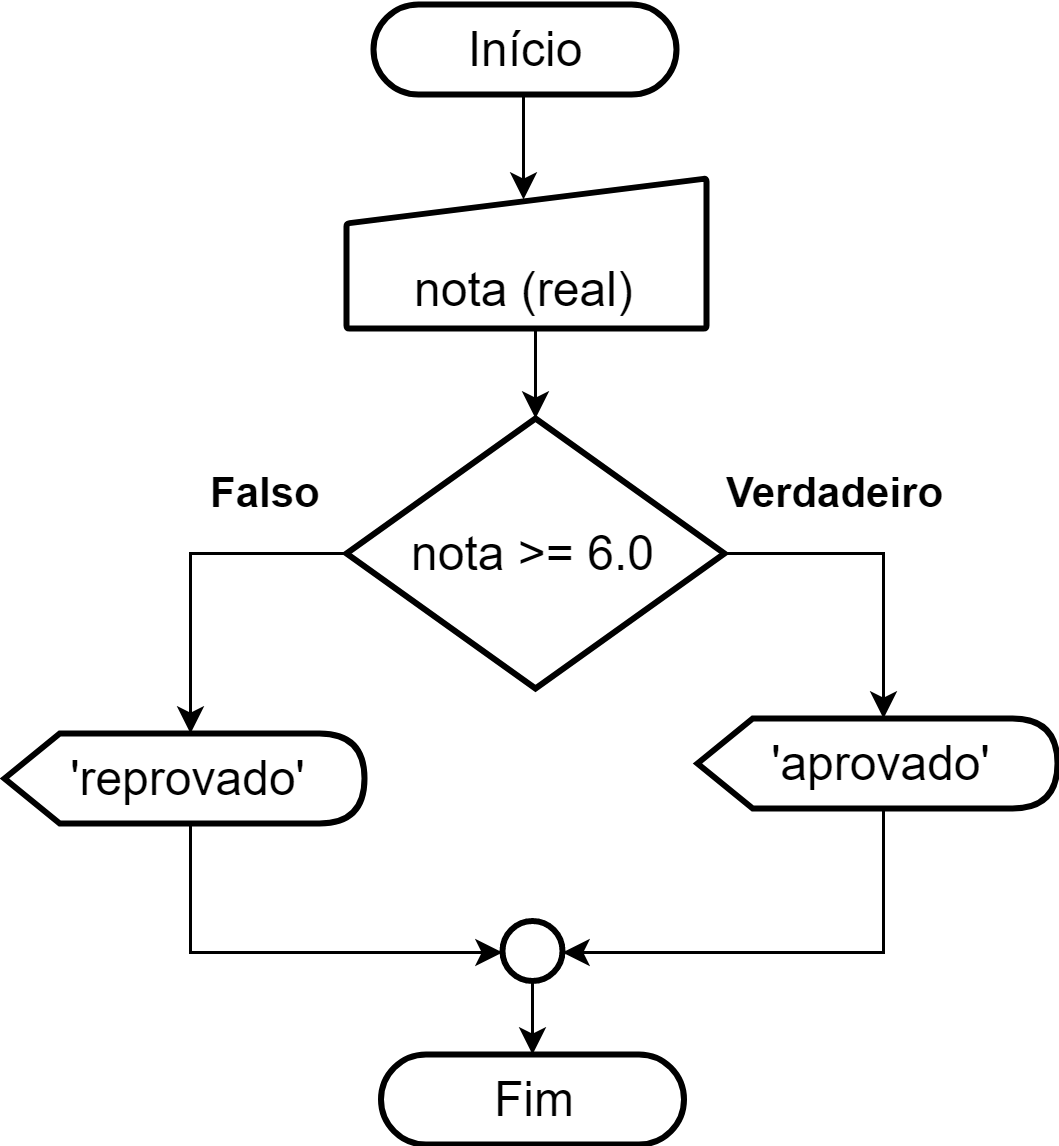 Início
nota (real)
Falso
Verdadeiro
nota >= 6.0
'reprovado'
'aprovado'
Fim